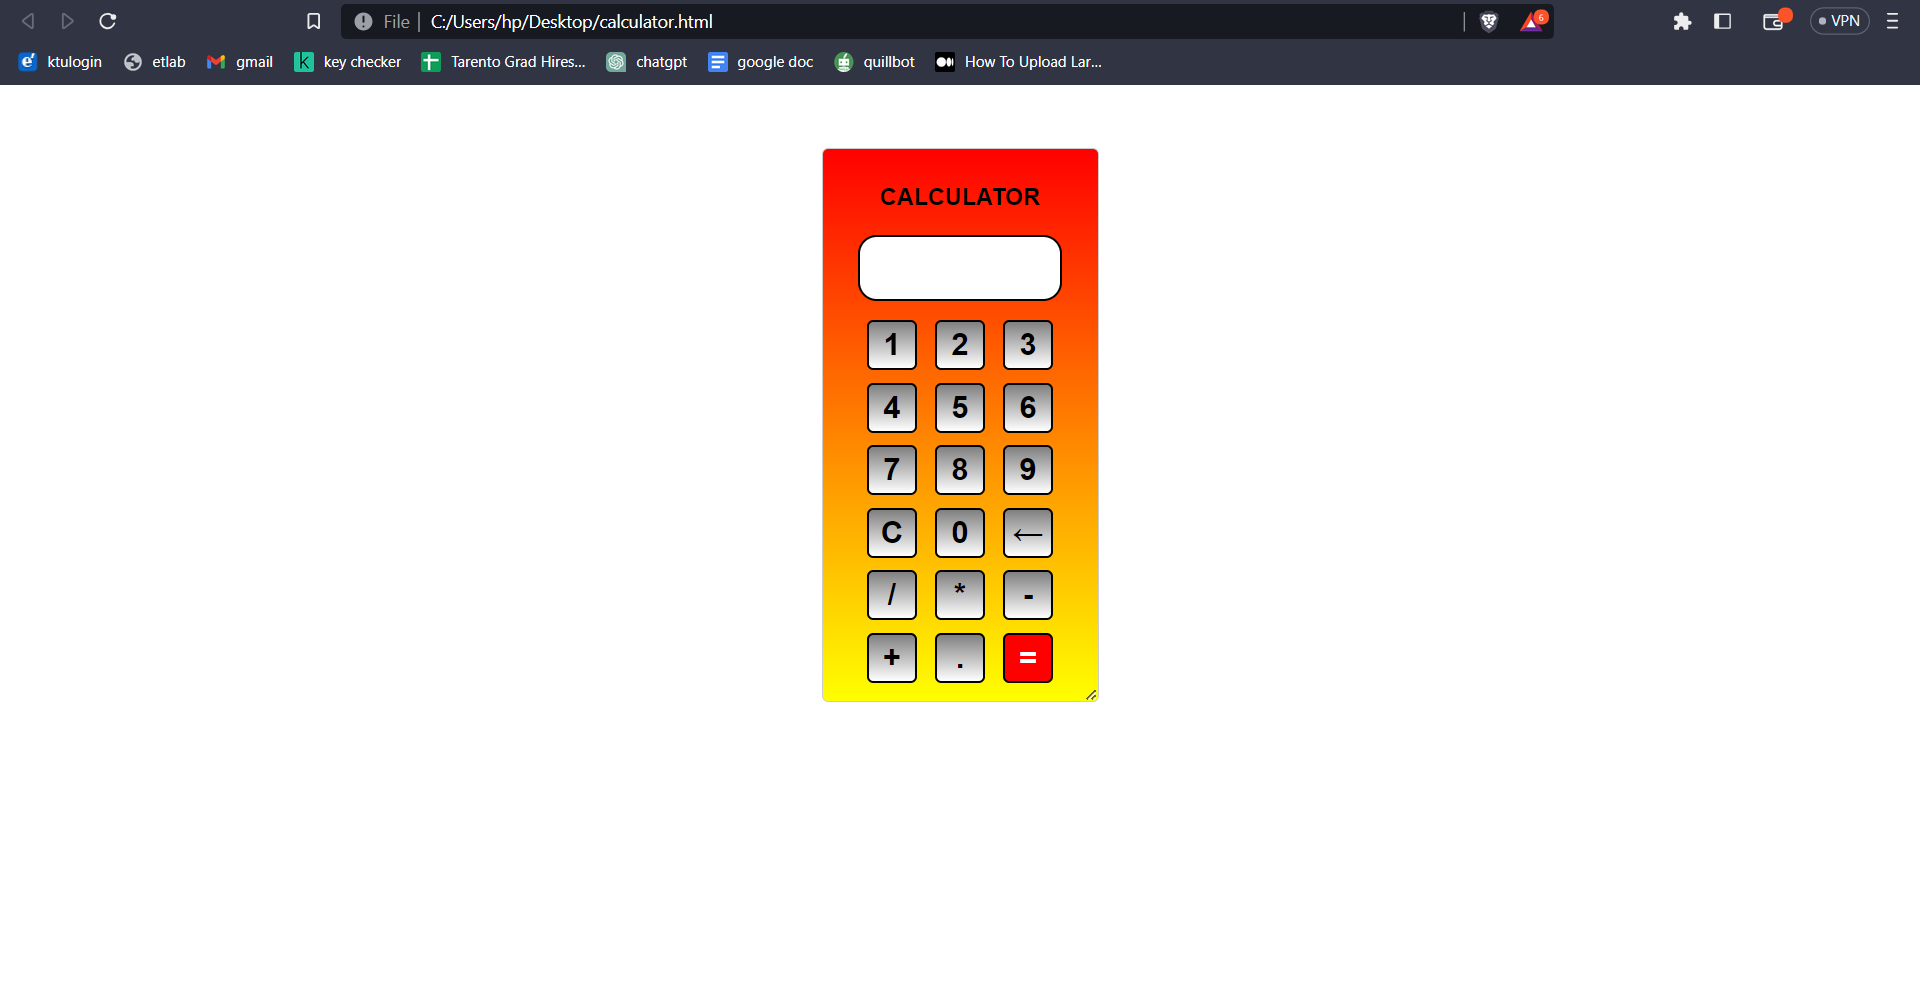 File | C:/Users/hp/Desktop/calculator.html 6 VPN
ktulogin etlab gmail key checker Tarento Grad Hires... chatgpt google doc quillbot How To Upload Lar...
CALCULATOR
1 2 3
4 5 6
7 8 9
C 0 ←
/ * -
+ . =